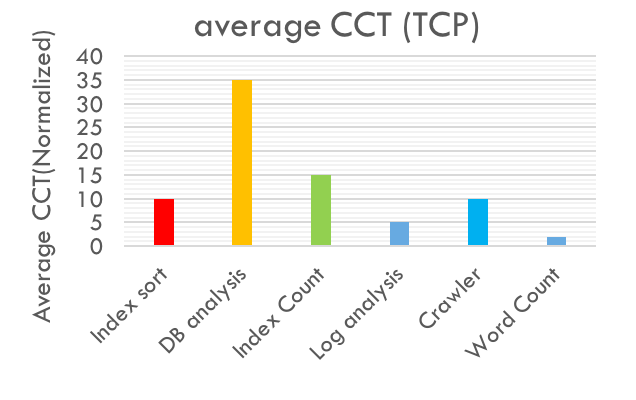 average CCT (TCP)
Average CCT(Normalized)
40
35
30
25
20
15
10
5
0
Index sort
DB analysis
Index Count
Log analysis
Crawler
Word Count